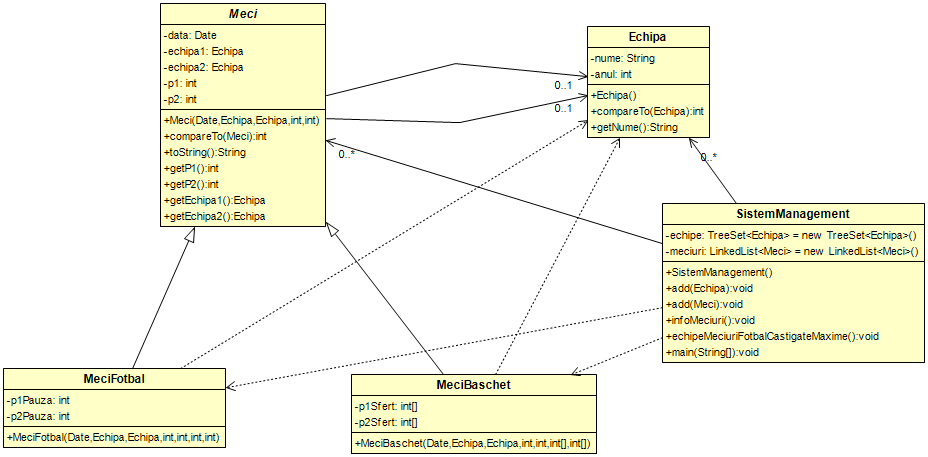 Meci
-data: Date
-echipa1: Echipa
-echipa2: Echipa
-p1: int
-p2: int
+Meci(Date,Echipa,Echipa,int,int)
+compareTo(Meci):int
+toString():String
+getP1():int
+getP2():int
+getEchipa1():Echipa
+getEchipa2():Echipa
Echipa
-nume: String
-anul: int
+Echipa()
+compareTo(Echipa):int
+getNume():String
0..1
0..1
0..*
0..*
SistemManagement
-echipe: TreeSet<Echipa> = new TreeSet<Echipa>()
-meciuri: LinkedList<Meci> = new LinkedList<Meci>()
+SistemManagement()
+add(Echipa):void
+add(Meci):void
+infoMeciuri():void
+echipeMeciuriFotbalCastigateMaxime():void
+main(String[]):void
MeciFotbal
-p1Pauza: int
-p2Pauza: int
+MeciFotbal(Date,Echipa,Echipa,int,int,int,int)
MeciBaschet
-p1Sfert: int[]
-p2Sfert: int[]
+MeciBaschet(Date,Echipa,Echipa,int,int,int[],int[])